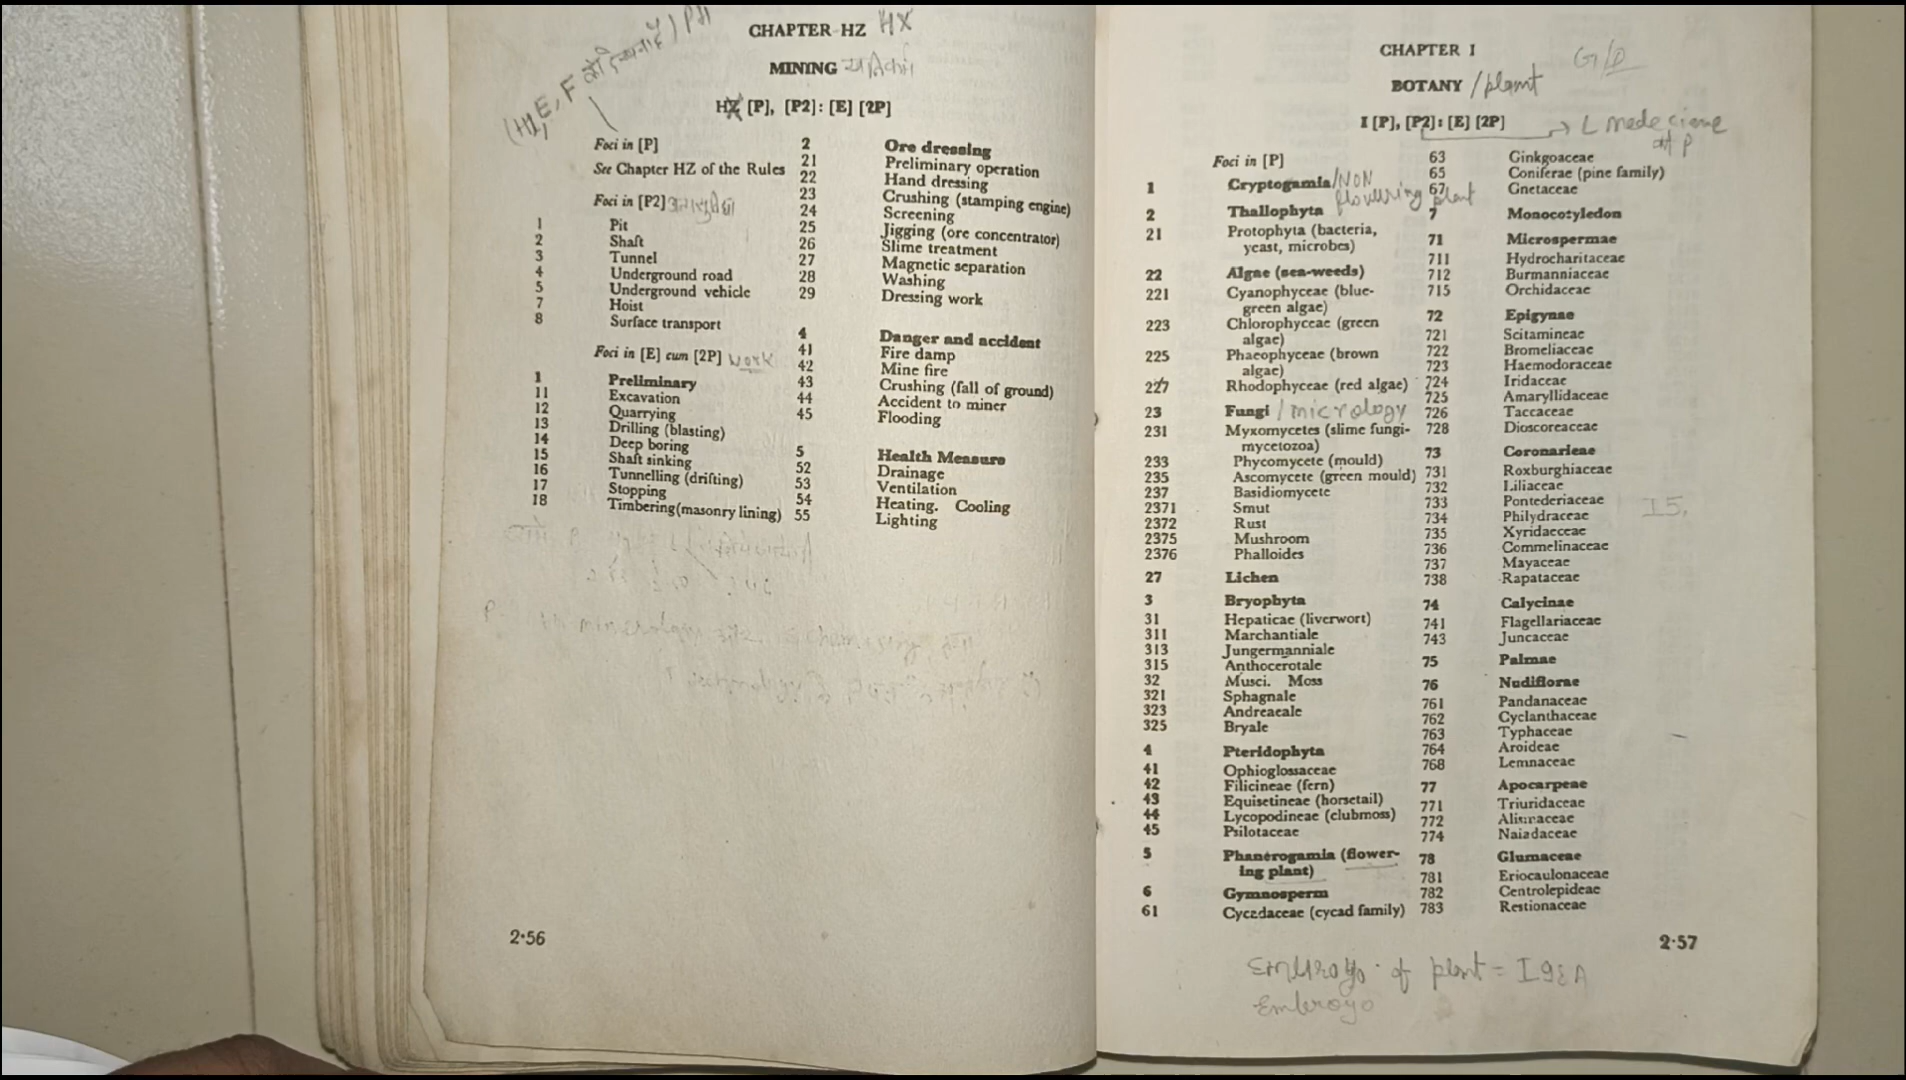 CHAPTER HZ HX
MINING
HZ [P], [P2] : [E] [2P]
Foci in [P]
See Chapter HZ of the Rules
Foci in [P2]
1 Pit
2 Shaft
3 Tunnel
4 Underground road
5 Underground vehicle
7 Hoist
8 Surface transport
Foci in [E] cum [2P] work
1 Preliminary
11 Excavation
12 Quarrying
13 Drilling (blasting)
14 Deep boring
15 Shaft sinking
16 Tunnelling (drifting)
17 Stopping
18 Timbering (masonry lining)
2 Ore dressing
21 Preliminary operation
22 Hand dressing
23 Crushing (stamping engine)
24 Screening
25 Jigging (ore concentrator)
26 Slime treatment
27 Magnetic separation
28 Washing
29 Dressing work
4 Danger and accident
41 Fire damp
42 Mine fire
43 Crushing (fall of ground)
44 Accident to miner
45 Flooding
5 Health Measure
52 Drainage
53 Ventilation
54 Heating. Cooling
55 Lighting
2·56
CHAPTER I
BOTANY /plant
I [P], [P2] : [E] [2P]
Foci in [P]
1 Cryptogamia /NON
flowering plant
2 Thallophyta
21 Protophyta (bacteria,
yeast, microbes)
22 Algae (sea-weeds)
221 Cyanophyceae (blue-
green algae)
223 Chlorophyceae (green
algae)
225 Phaeophyceae (brown
algae)
227 Rhodophyceae (red algae)
23 Fungi /micrology
231 Myxomycetes (slime fungi-
mycetozoa)
233 Phycomycete (mould)
235 Ascomycete (green mould)
237 Basidiomycete
2371 Smut
2372 Rust
2375 Mushroom
2376 Phalloides
27 Lichen
3 Bryophyta
31 Hepaticae (liverwort)
311 Marchantiale
313 Jungermanniale
315 Anthocerotale
32 Musci. Moss
321 Sphagnale
323 Andreaeale
325 Bryale
4 Pteridophyta
41 Ophioglossaceae
42 Filicineae (fern)
43 Equisetineae (horsetail)
44 Lycopodineae (clubmoss)
45 Psilotaceae
5 Phanerogamia (flower-
ing plant)
6 Gymnosperm
61 Cycadaceae (cycad family)
63 Ginkgoaceae
65 Coniferae (pine family)
67 Gnetaceae
7 Monocotyledon
71 Microspermae
711 Hydrocharitaceae
712 Burmanniaceae
715 Orchidaceae
72 Epigynae
721 Scitamineae
722 Bromeliaceae
723 Haemodoraceae
724 Iridaceae
725 Amaryllidaceae
726 Taccaceae
728 Dioscoreaceae
73 Coronarieae
731 Roxburghiaceae
732 Liliaceae
733 Pontederiaceae
734 Philydraceae
735 Xyridaeceae
736 Commelinaceae
737 Mayaceae
738 Rapataceae
74 Calycinae
741 Flagellariaceae
743 Juncaceae
75 Palmae
76 Nudiflorae
761 Pandanaceae
762 Cyclanthaceae
763 Typhaceae
764 Aroideae
768 Lemnaceae
77 Apocarpeae
771 Triuridaceae
772 Alismaceae
774 Naiadaceae
78 Glumaceae
781 Eriocaulonaceae
782 Centrolepideae
783 Restionaceae
2·57
of plant =